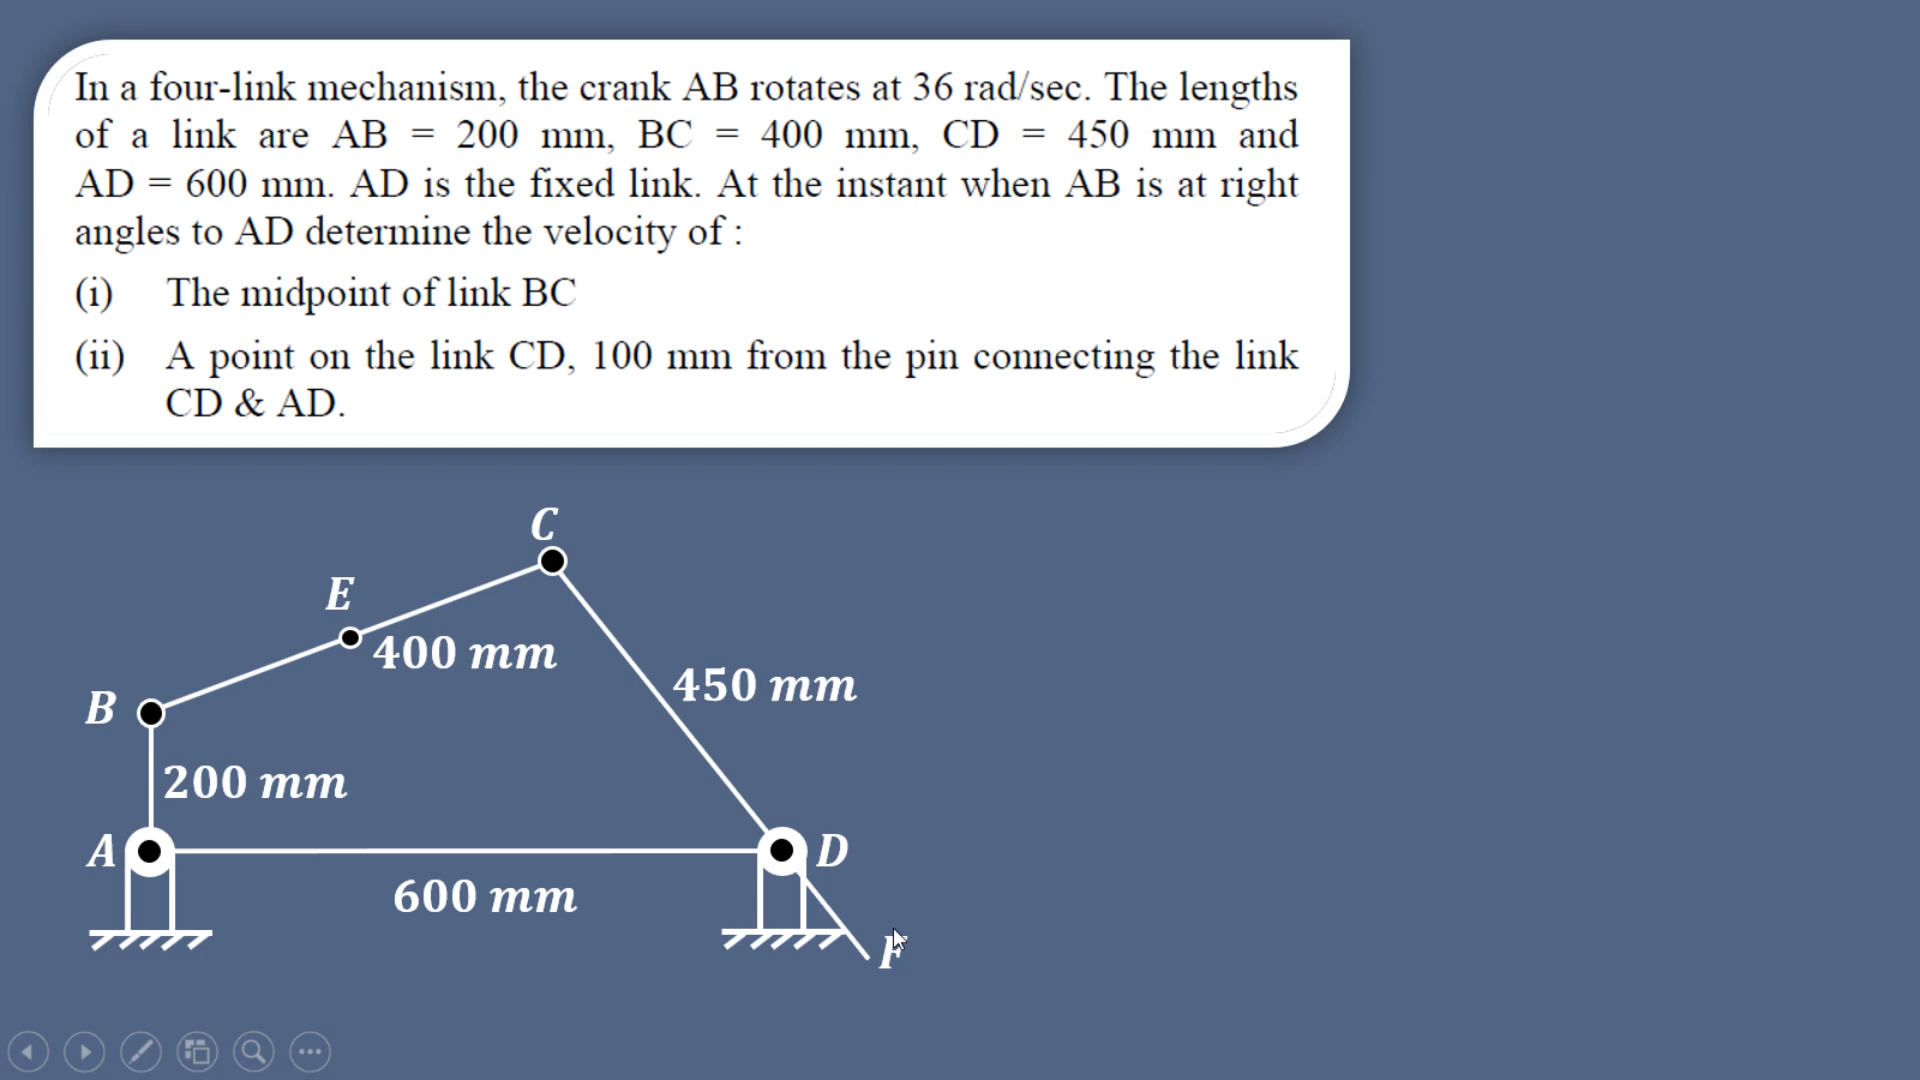 In a four-link mechanism, the crank AB rotates at 36 rad/sec. The lengths
of a link are AB = 200 mm, BC = 400 mm, CD = 450 mm and
AD = 600 mm. AD is the fixed link. At the instant when AB is at right
angles to AD determine the velocity of :
(i) The midpoint of link BC
(ii) A point on the link CD, 100 mm from the pin connecting the link
CD & AD.
C
E
400 mm
450 mm
B
200 mm
A
D
600 mm
F